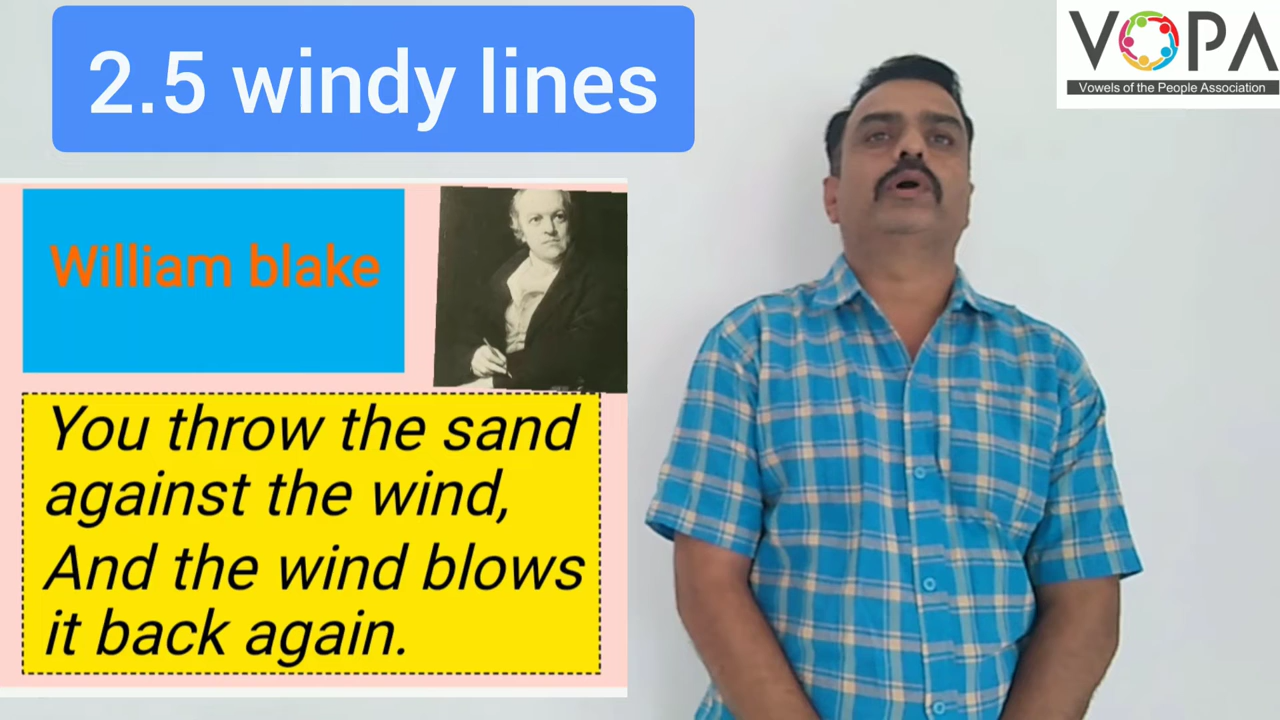 2.5 windy lines
VOPA
Vowels of the People Association
William blake
You throw the sand
against the wind,
And the wind blows
it back again.